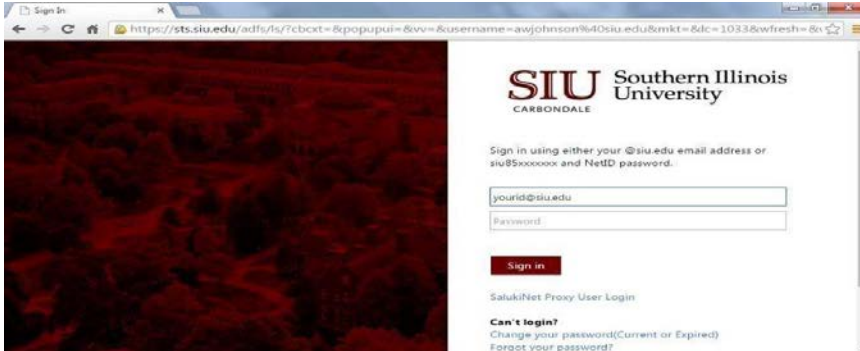 Sign In
https://sts.siu.edu/adfs/ls/?cbcxt=&popupui=&vv=&username=awjohnson%40siu.edu&mkt=&lc=1033&wfresh=
SIU Southern Illinois
University
CARBONDALE
Sign in using either your @siu.edu email address or
siu85xxxxxxx and NetID password.
yourid@siu.edu
Password
Sign in
SalukiNet Proxy User Login
Can't login?
Change your password(Current or Expired)
Forgot your password?